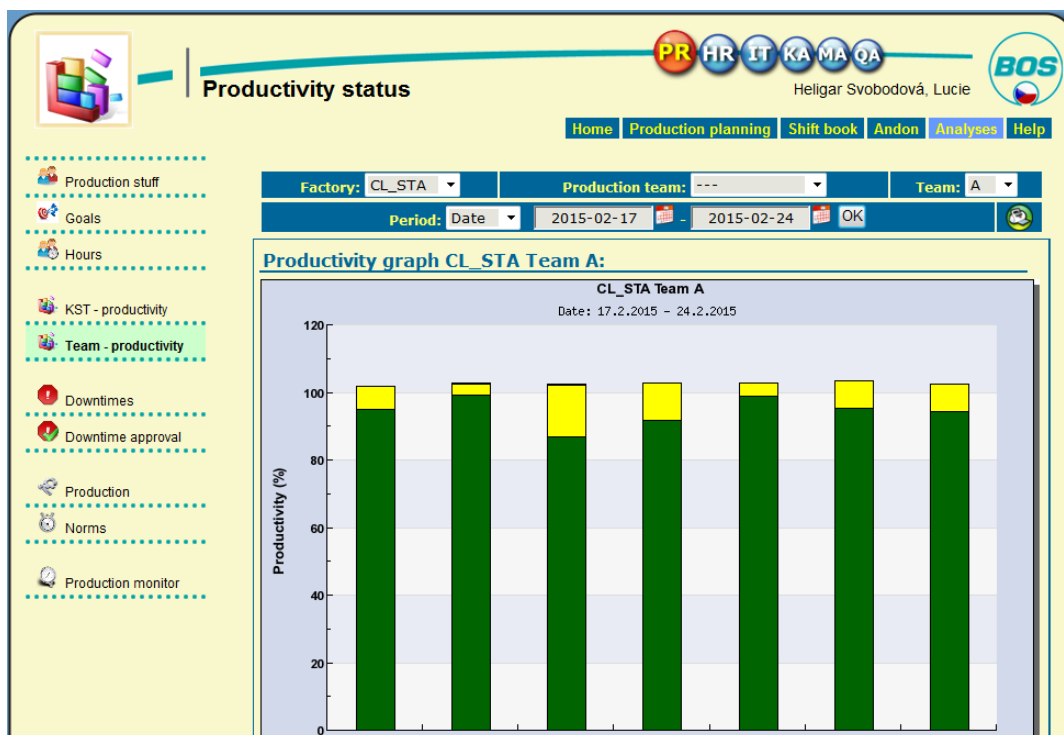 PR HR IT KA MA QA
BOS
Productivity status
Heligar Svobodová, Lucie
Home Production planning Shift book Andon Analyses Help
Production stuff
Goals
Hours
KST - productivity
Team - productivity
Downtimes
Downtime approval
Production
Norms
Production monitor
Factory: CL_STA Production team: --- Team: A
Period: Date 2015-02-17 - 2015-02-24 OK
Productivity graph CL_STA Team A:
CL_STA Team A
Date: 17.2.2015 - 24.2.2015
Productivity (%)
120
100
80
60
40
20
0